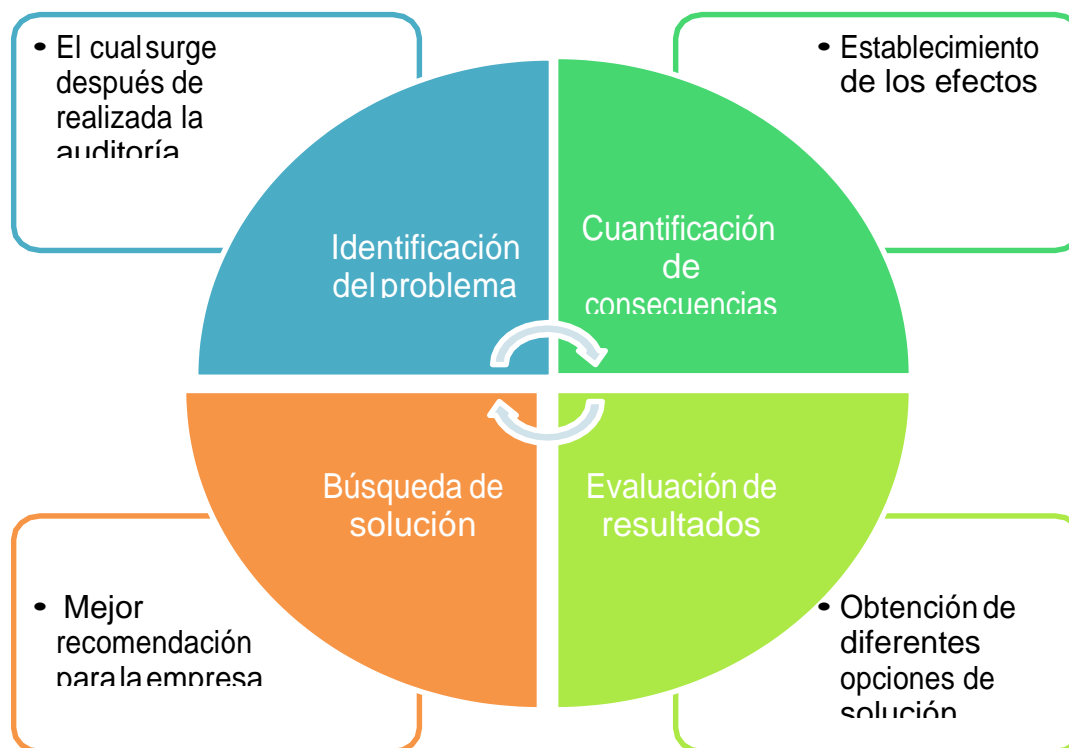 • El cual surge
después de
realizada la
auditoría
• Establecimiento
de los efectos
Identificación
del problema
Cuantificación
de
consecuencias
Búsqueda de
solución
Evaluación de
resultados
• Mejor
recomendación
para la empresa
• Obtención de
diferentes
opciones de
solución